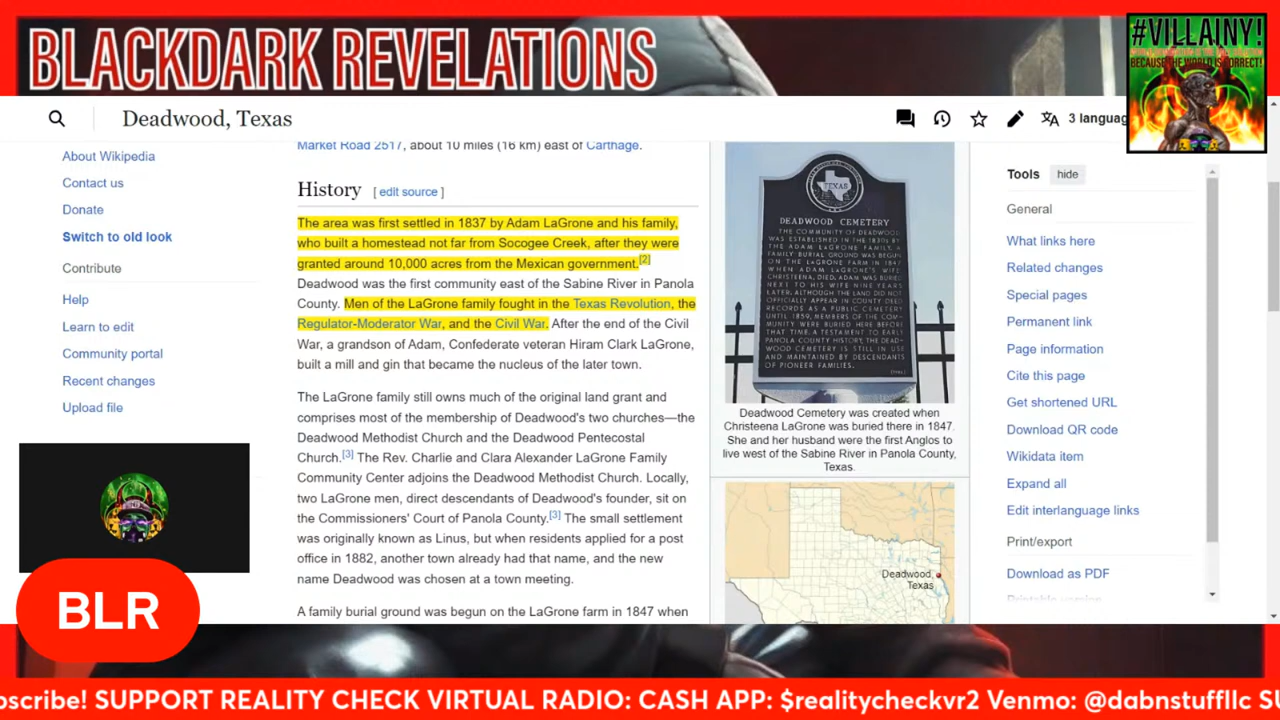 BLACKDARK REVELATIONS
#VILLAINY!
BECAUSE THE WORLD IS CORRECT!
Deadwood, Texas
3 languag
About Wikipedia
Contact us
Donate
Switch to old look
Contribute
Help
Learn to edit
Community portal
Recent changes
Upload file
BLR
Market Road 2517, about 10 miles (16 km) east of Carthage.
History [ edit source ]
The area was first settled in 1837 by Adam LaGrone and his family,
who built a homestead not far from Socogee Creek, after they were
granted around 10,000 acres from the Mexican government.[2]
Deadwood was the first community east of the Sabine River in Panola
County. Men of the LaGrone family fought in the Texas Revolution, the
Regulator-Moderator War, and the Civil War. After the end of the Civil
War, a grandson of Adam, Confederate veteran Hiram Clark LaGrone,
built a mill and gin that became the nucleus of the later town.
The LaGrone family still owns much of the original land grant and
comprises most of the membership of Deadwood's two churches—the
Deadwood Methodist Church and the Deadwood Pentecostal
Church.[3] The Rev. Charlie and Clara Alexander LaGrone Family
Community Center adjoins the Deadwood Methodist Church. Locally,
two LaGrone men, direct descendants of Deadwood's founder, sit on
the Commissioners' Court of Panola County.[3] The small settlement
was originally known as Linus, but when residents applied for a post
office in 1882, another town already had that name, and the new
name Deadwood was chosen at a town meeting.
A family burial ground was begun on the LaGrone farm in 1847 when
TEXAS
DEADWOOD CEMETERY
THE COMMUNITY OF DEADWOOD
WAS ESTABLISHED IN THE 1830s BY
THE ADAM LAGRONE FAMILY. A
FAMILY BURIAL GROUND WAS BEGUN
ON THE LAGRONE FARM IN 1847
WHEN ADAM LAGRONE'S WIFE,
CHRISTEENA, DIED. ADAM WAS BURIED
NEXT TO HIS WIFE NINE YEARS
LATER. ALTHOUGH THE LAND DID NOT
OFFICIALLY APPEAR IN COUNTY DEED
RECORDS AS A PUBLIC CEMETERY
UNTIL 1859, MEMBERS OF THE COM-
MUNITY WERE BURIED HERE BEFORE
THAT TIME. A TESTAMENT TO EARLY
PANOLA COUNTY HISTORY, THE DEAD-
WOOD CEMETERY IS STILL IN USE
AND MAINTAINED BY DESCENDANTS
OF PIONEER FAMILIES.
Deadwood Cemetery was created when
Christeena LaGrone was buried there in 1847.
She and her husband were the first Anglos to
live west of the Sabine River in Panola County,
Texas.
Deadwood,
Texas
Tools hide
General
What links here
Related changes
Special pages
Permanent link
Page information
Cite this page
Get shortened URL
Download QR code
Wikidata item
Expand all
Edit interlanguage links
Print/export
Download as PDF
Printable version
bscribe! SUPPORT REALITY CHECK VIRTUAL RADIO: CASH APP: $realitycheckvr2 Venmo: @dabnstuffllc SU